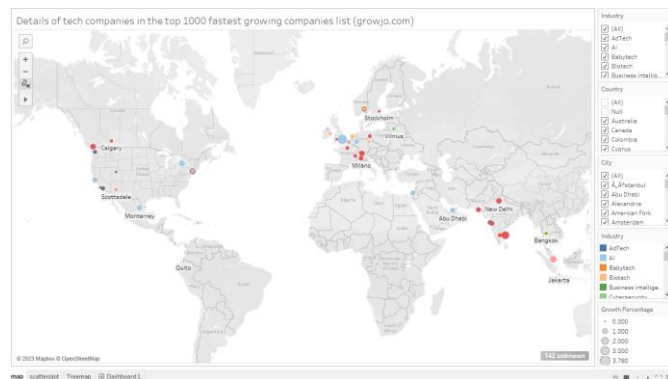 Details of tech companies in the top 1000 fastest growing companies list (growjo.com)
Calgary
Scottsdale
Monterrey
Quito
Stockholm
Vilnius
Milano
Abu Dhabi
New Delhi
Bangkok
Jakarta
© 2023 Mapbox © OpenStreetMap
142 unknown
Industry
(All)
AdTech
AI
Babytech
Biotech
Business Intellig...
Country
(All)
Null
Australia
Canada
Colombia
Cyprus
City
(All)
Abu Dhabi
Alexandria
American Fork
Amsterdam
Industry
AdTech
AI
Babytech
Biotech
Business Intellige...
Cybersecurity
Growth Percentage
0.000
1.000
2.000
3.000
3.780
map scatterplot Treemap Dashboard 1